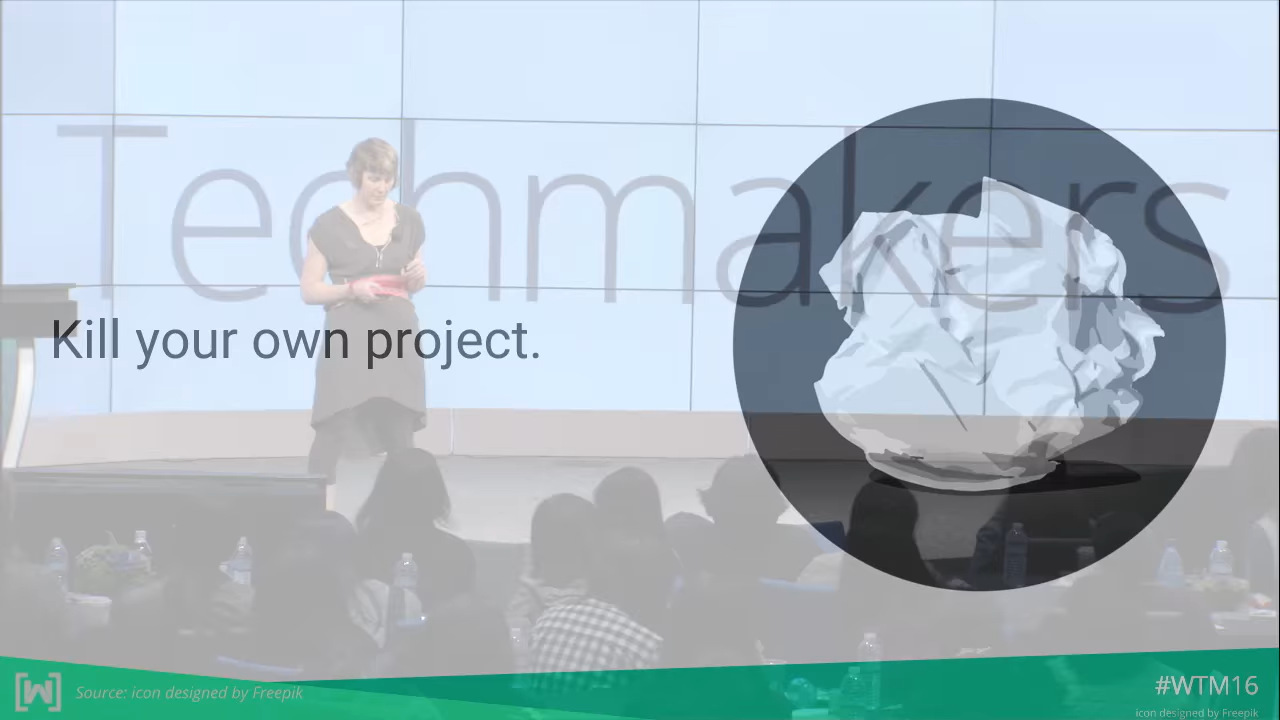 Techmakers
Kill your own project.
[W]
Source: icon designed by Freepik
#WTM16
icon designed by Freepik